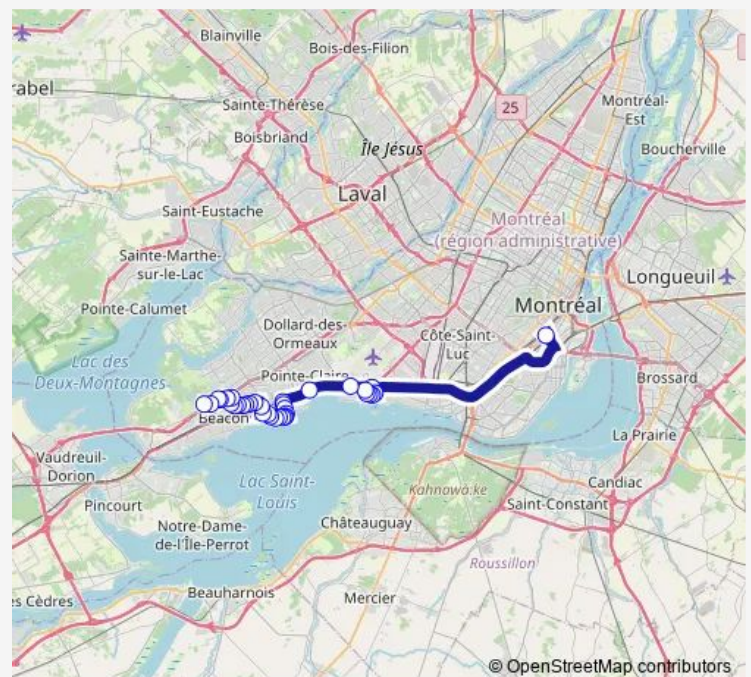 Blainville
Bois-des-Filion
rabel
Sainte-Thérèse
25
Montréal-
Est
Boisbriand
Île Jésus
Boucherville
Laval
Saint-Eustache
Montréal
(région administrative)
Sainte-Marthe-
sur-le-Lac
Longueuil
Pointe-Calumet
Montréal
Dollard-des-
Ormeaux
Côte-Saint-
Luc
Lac des
Deux-Montagnes
Pointe-Claire
Brossard
Beacon
La Prairie
Vaudreuil-
Dorion
Lac Saint-
Louis
Kahnawà:ke
Candiac
Pincourt
Saint-Constant
Notre-Dame-
de-l'Île-Perrot
Châteauguay
Roussillon
es Cèdres
Beauharnois
Mercier
© OpenStreetMap contributors